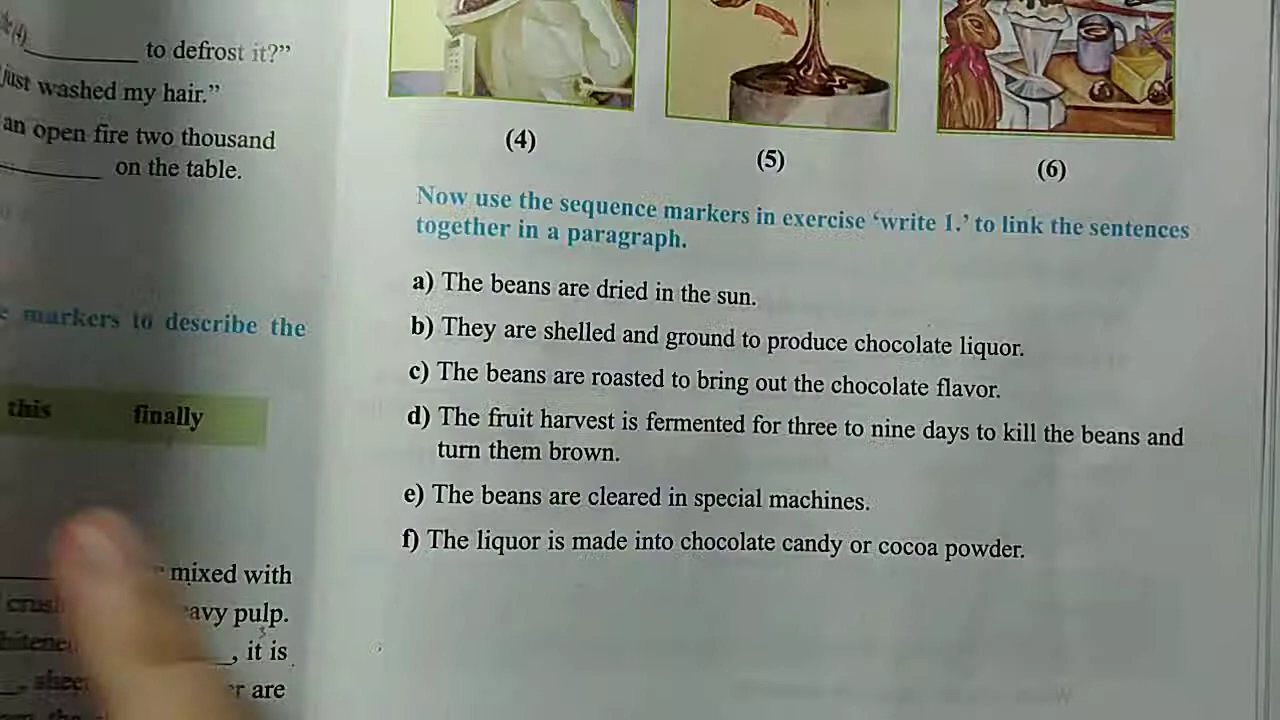 to defrost it?”
just washed my hair.”
an open fire two thousand
on the table.
markers to describe the
this finally
mixed with
pulp.
, it is
are
(4)
(5)
(6)
Now use the sequence markers in exercise ‘write 1.’ to link the sentences
together in a paragraph.
a) The beans are dried in the sun.
b) They are shelled and ground to produce chocolate liquor.
c) The beans are roasted to bring out the chocolate flavor.
d) The fruit harvest is fermented for three to nine days to kill the beans and
turn them brown.
e) The beans are cleared in special machines.
f) The liquor is made into chocolate candy or cocoa powder.